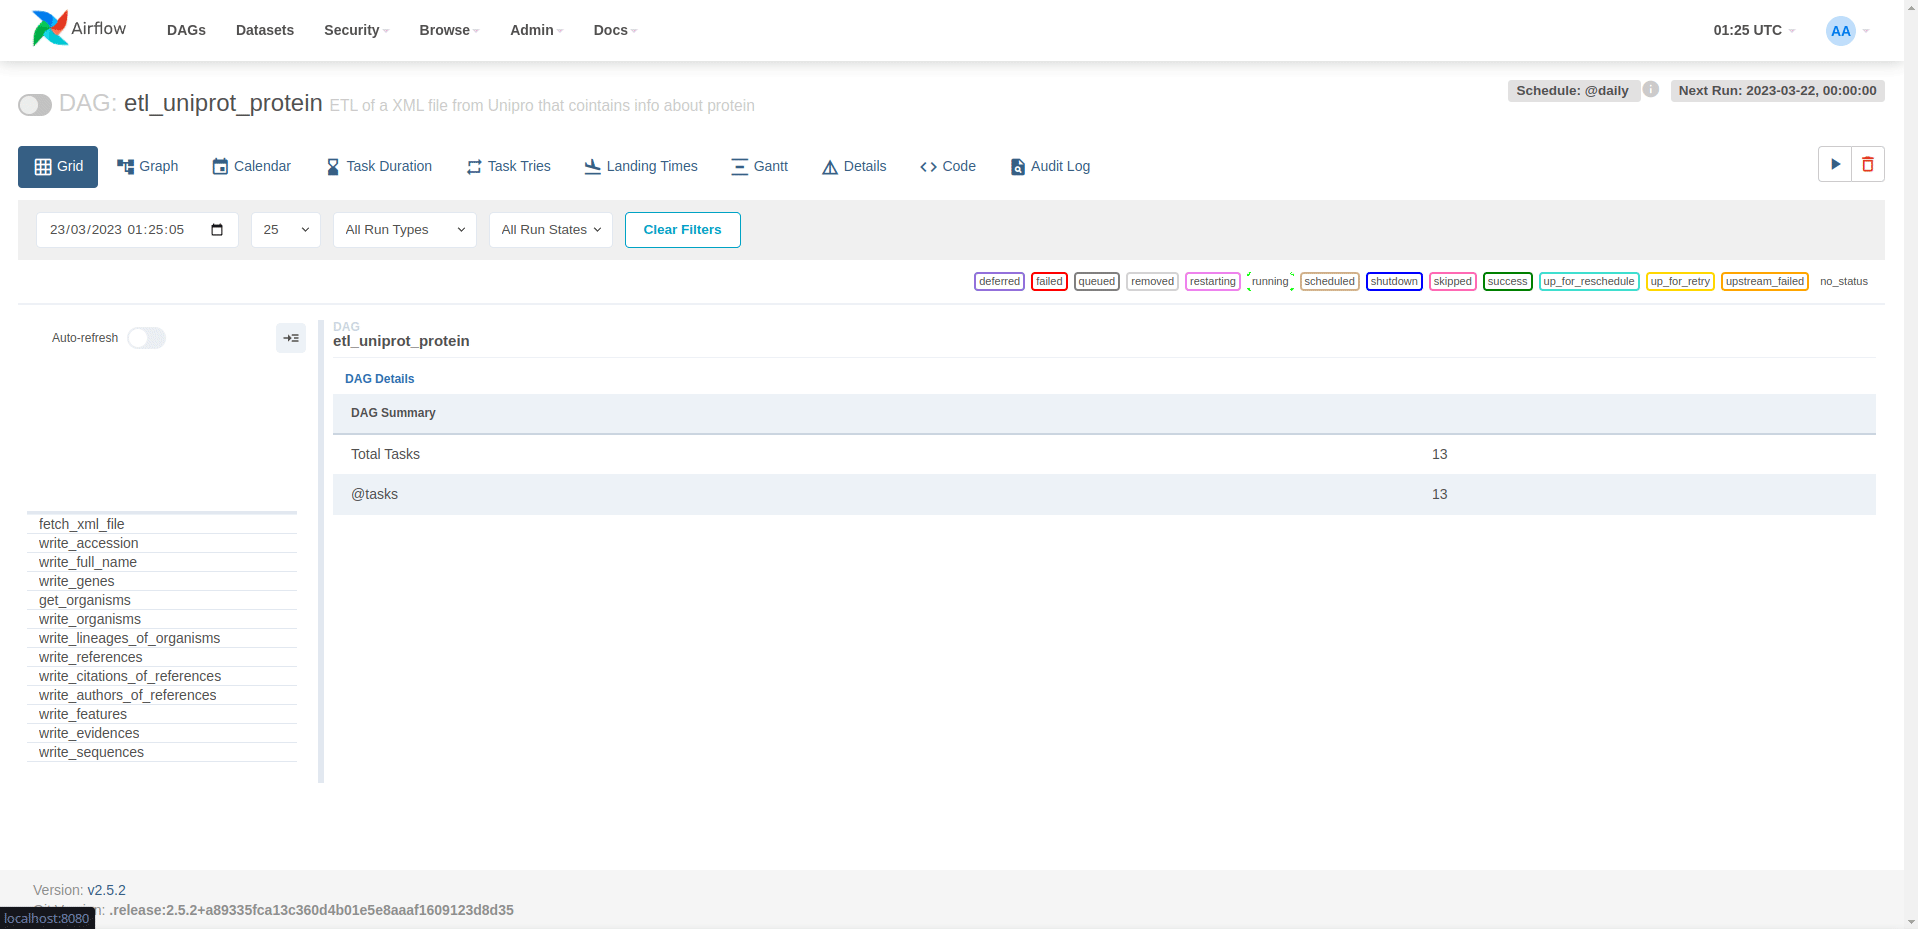 Airflow DAGs Datasets Security Browse Admin Docs 01:25 UTC AA
DAG: etl_uniprot_protein ETL of a XML file from Unipro that cointains info about protein
Schedule: @daily i Next Run: 2023-03-22, 00:00:00
Grid Graph Calendar Task Duration Task Tries Landing Times Gantt Details Code Audit Log
23/03/2023 01:25:05 25 All Run Types All Run States Clear Filters
deferred failed queued removed restarting running scheduled shutdown skipped success up_for_reschedule up_for_retry upstream_failed no_status
Auto-refresh
DAG
etl_uniprot_protein
DAG Details
DAG Summary
Total Tasks 13
@tasks 13
fetch_xml_file
write_accession
write_full_name
write_genes
get_organisms
write_organisms
write_lineages_of_organisms
write_references
write_citations_of_references
write_authors_of_references
write_features
write_evidences
write_sequences
Version: v2.5.2
.release:2.5.2+a89335fca13c360d4b01e5e8aaaf1609123d8d35
localhost:8080